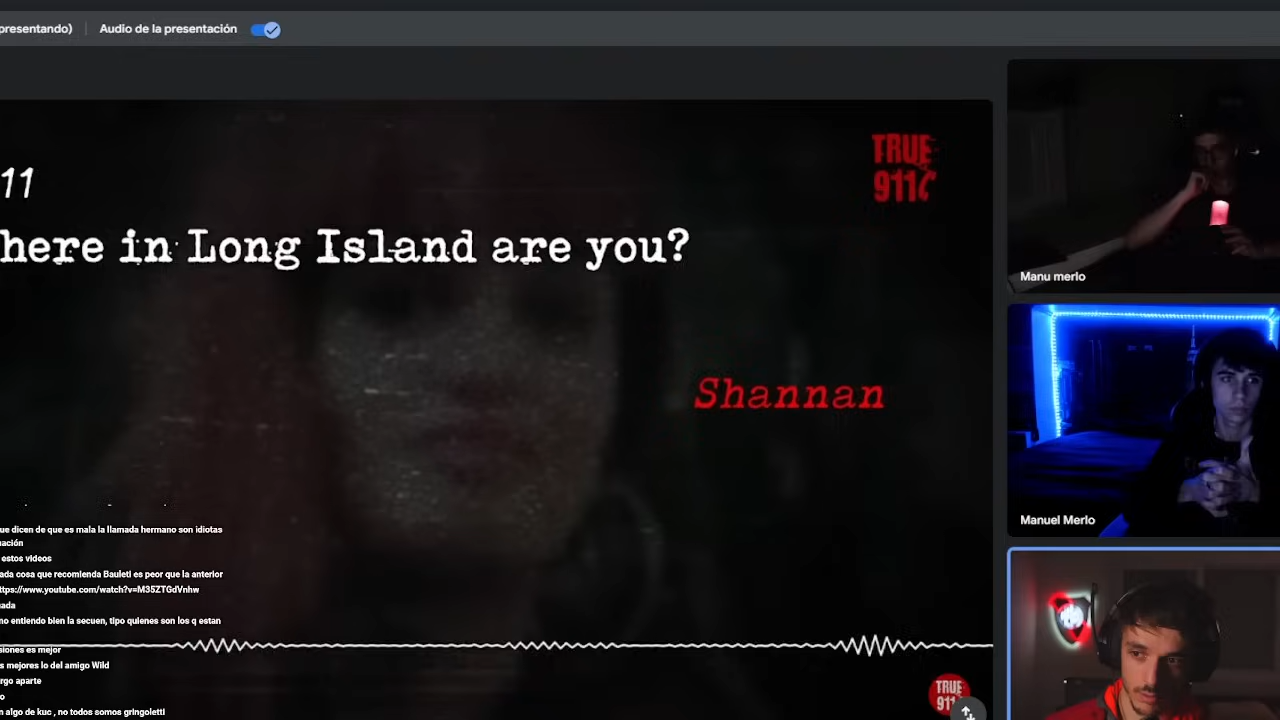 presentando)
Audio de la presentación
TRUE
911
11
here in Long Island are you?
Manu merlo
Shannan
Manuel Merlo
ue dicen de que es mala la llamada hermano son idiotas
nación
estos videos
ada cosa que recomienda Bauleti es peor que la anterior
ttps://www.youtube.com/watch?v=M35ZTGdVnhw
nada
no entiendo bien la secuen, tipo quienes son los q estan
siones es mejor
s mejores lo del amigo Wild
rgo aparte
o
n algo de kuc , no todos somos gringoletti
TRUE
911